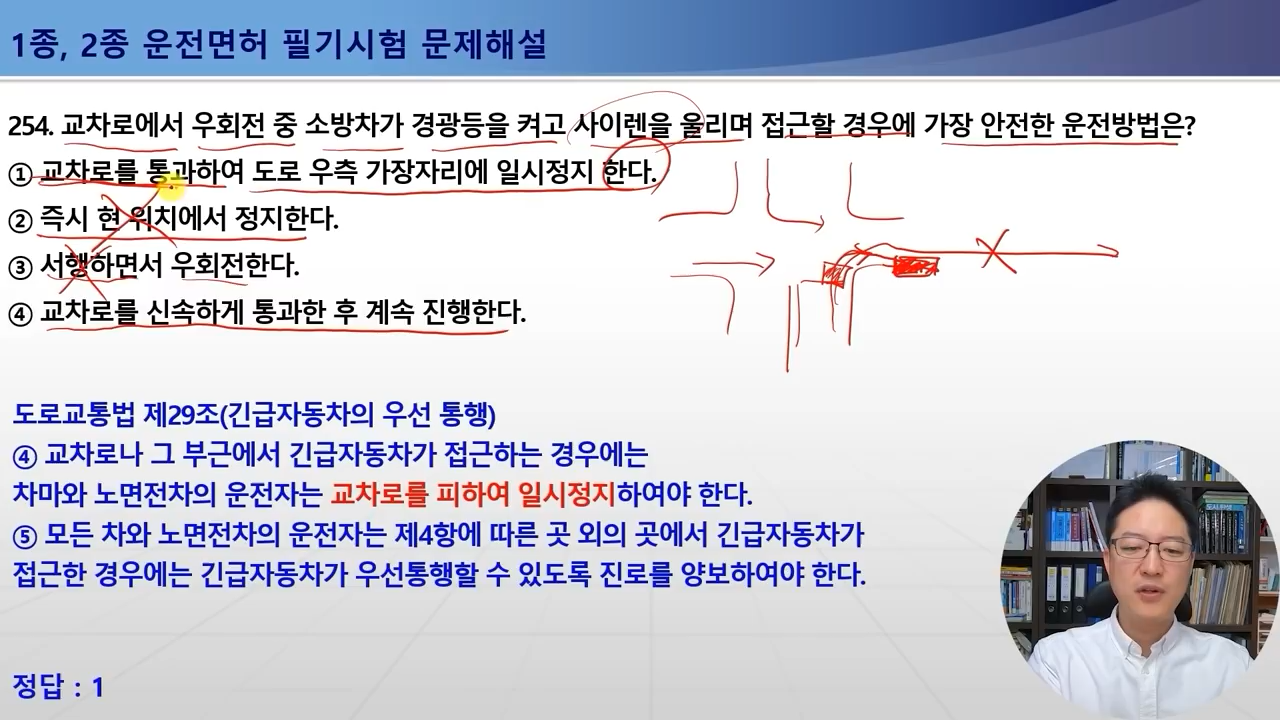 1종, 2종 운전면허 필기시험 문제해설
254. 교차로에서 우회전 중 소방차가 경광등을 켜고 사이렌을 울리며 접근할 경우에 가장 안전한 운전방법은?
① 교차로를 통과하여 도로 우측 가장자리에 일시정지 한다.
② 즉시 현 위치에서 정지한다.
③ 서행하면서 우회전한다.
④ 교차로를 신속하게 통과한 후 계속 진행한다.
도로교통법 제29조(긴급자동차의 우선 통행)
④ 교차로나 그 부근에서 긴급자동차가 접근하는 경우에는
차마와 노면전차의 운전자는 교차로를 피하여 일시정지하여야 한다.
⑤ 모든 차와 노면전차의 운전자는 제4항에 따른 곳 외의 곳에서 긴급자동차가
접근한 경우에는 긴급자동차가 우선통행할 수 있도록 진로를 양보하여야 한다.
정답 : 1